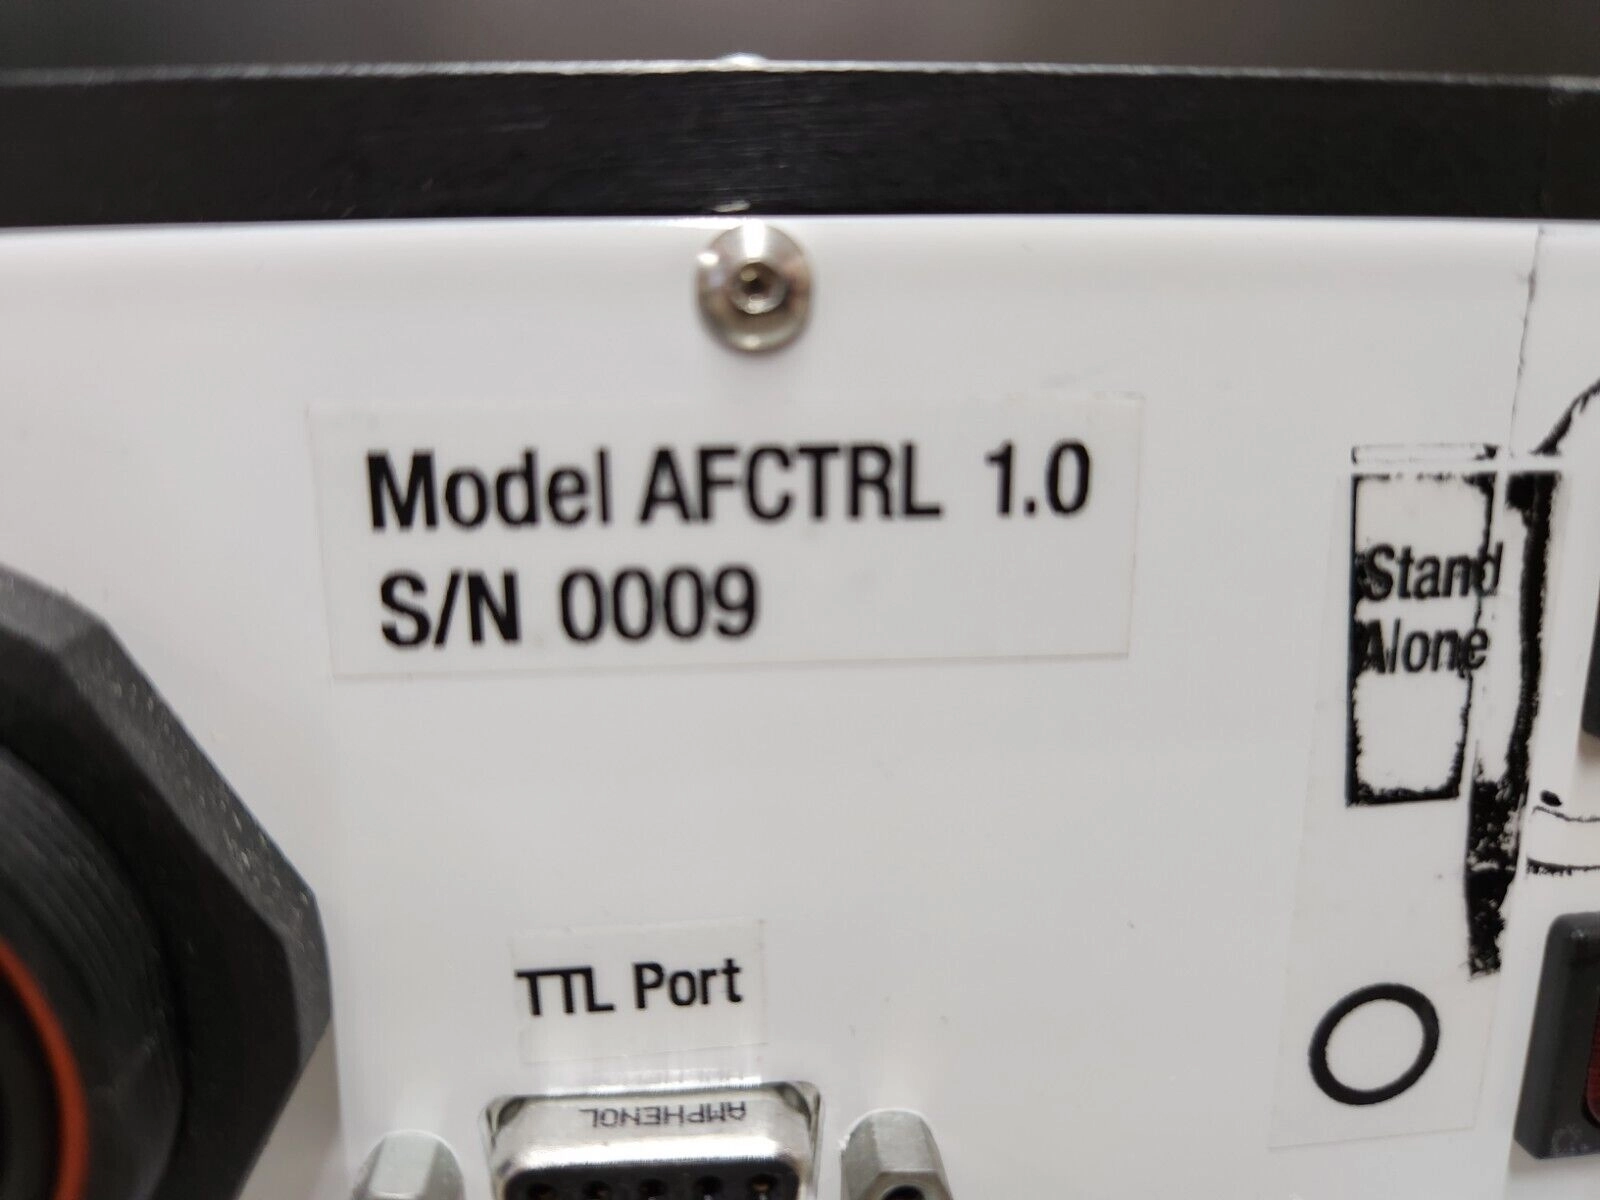 Model AFCTRL 1.0
S/N 0009
Stand
Alone
TTL Port
AMPHENOL